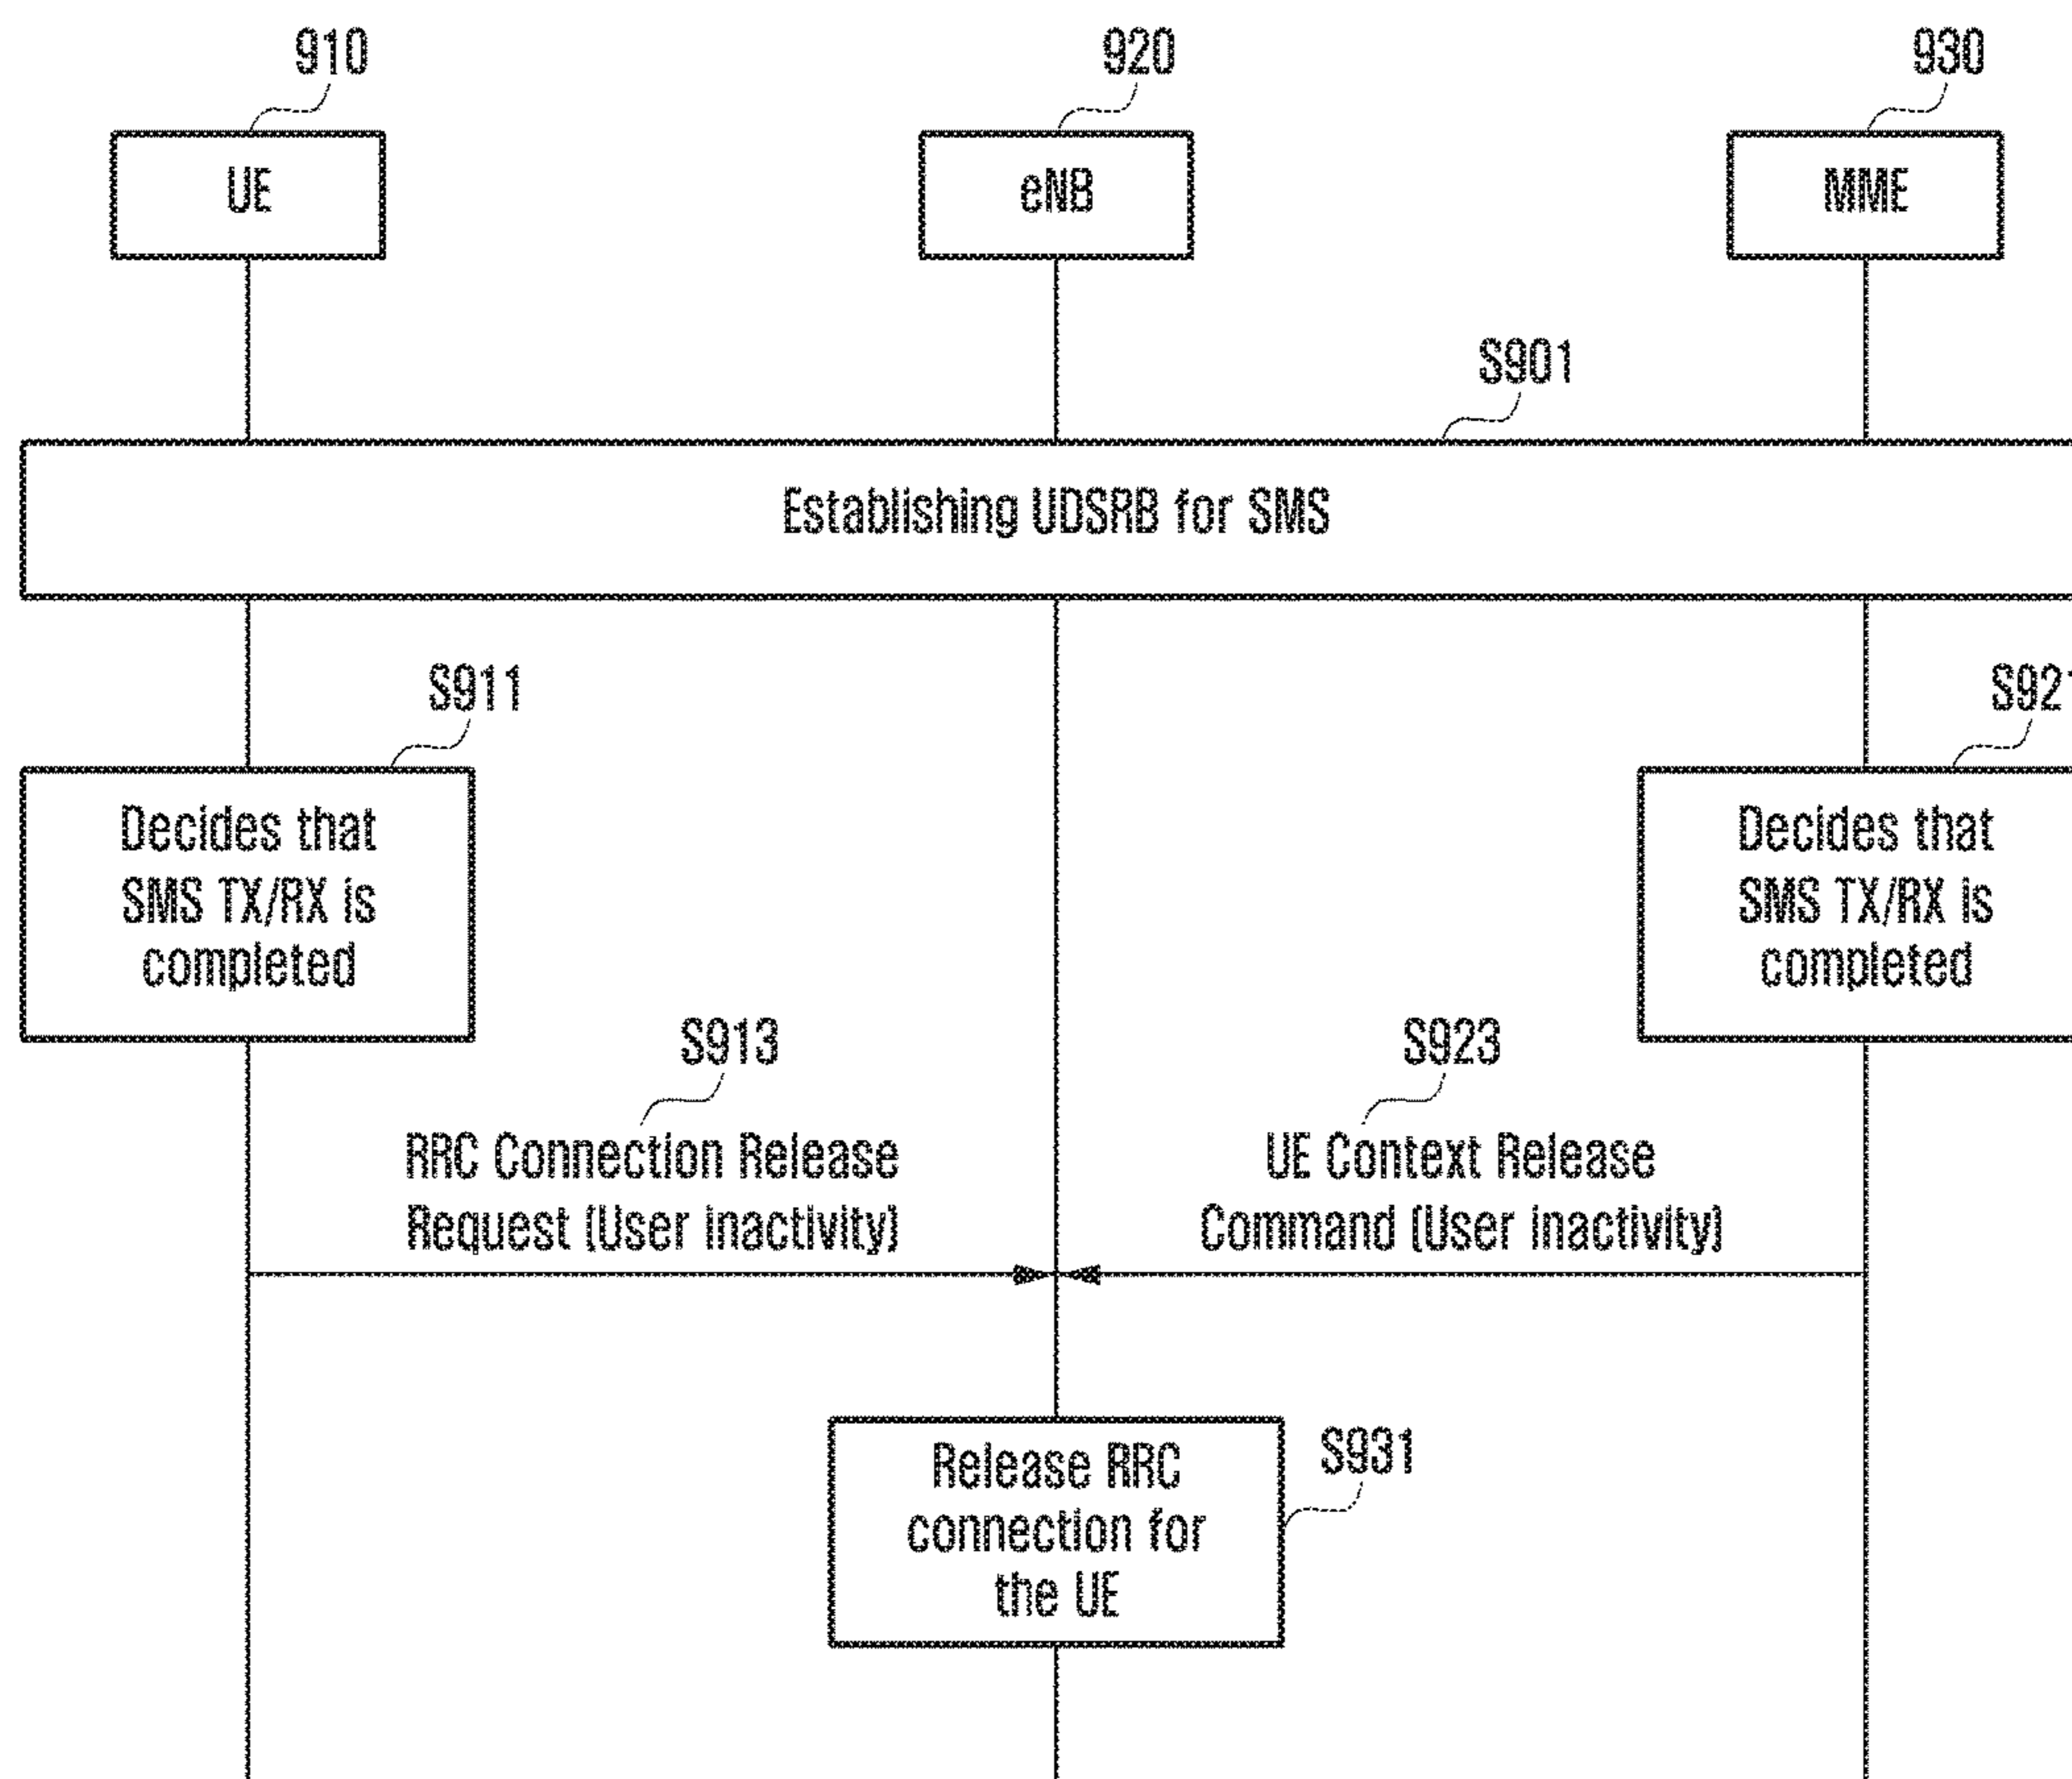 910
920
930
UE
eNB
MME
S901
Establishing UDSRB for SMS
S911
S921
Decides that
SMS TX/RX is
completed
Decides that
SMS TX/RX is
completed
S913
S923
RRC Connection Release
Request (User inactivity)
UE Context Release
Command (User inactivity)
Release RRC
connection for
the UE
S931